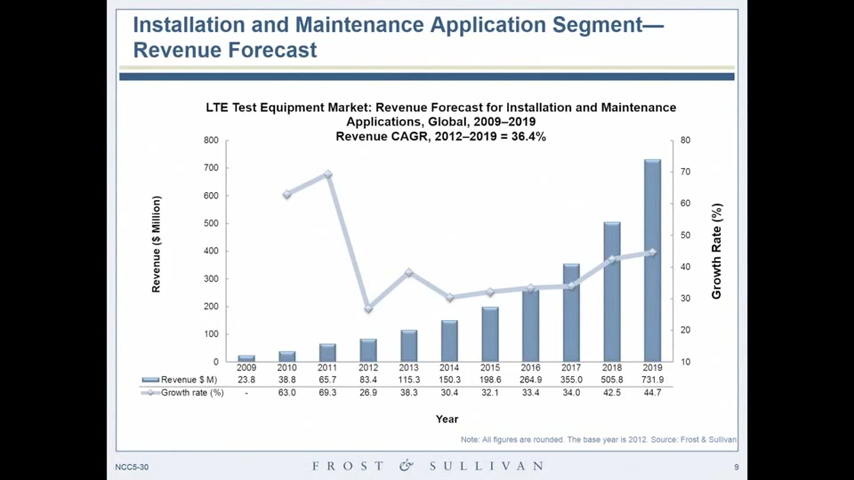 Installation and Maintenance Application Segment—
Revenue Forecast
LTE Test Equipment Market: Revenue Forecast for Installation and Maintenance
Applications, Global, 2009–2019
Revenue CAGR, 2012–2019 = 36.4%
800 80
700 70
600 60
500 50
400 40
300 30
200 20
100
0 10
Revenue ($ Million)
Growth Rate (%)
2009 2010 2011 2012 2013 2014 2015 2016 2017 2018 2019
Revenue $ M) 23.8 38.8 65.7 83.4 115.3 150.3 198.6 264.9 355.0 505.8 731.9
Growth rate (%) - 63.0 69.3 26.9 38.3 30.4 32.1 33.4 34.0 42.5 44.7
Year
Note: All figures are rounded. The base year is 2012. Source: Frost & Sullivan
NCC5-30 FROST & SULLIVAN 9